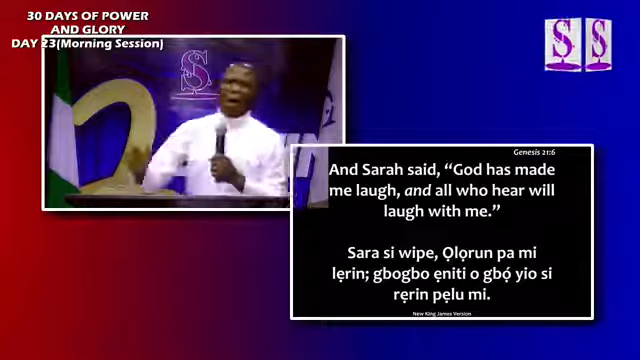 30 DAYS OF POWER
AND GLORY
DAY 23(Morning Session)
Genesis 21:6
And Sarah said, “God has made
me laugh, and all who hear will
laugh with me.”
Sara si wipe, Ọlọrun pa mi
lẹrin; gbogbo ẹniti o gbọ́ yio si
rẹrin pẹlu mi.
New King James Version